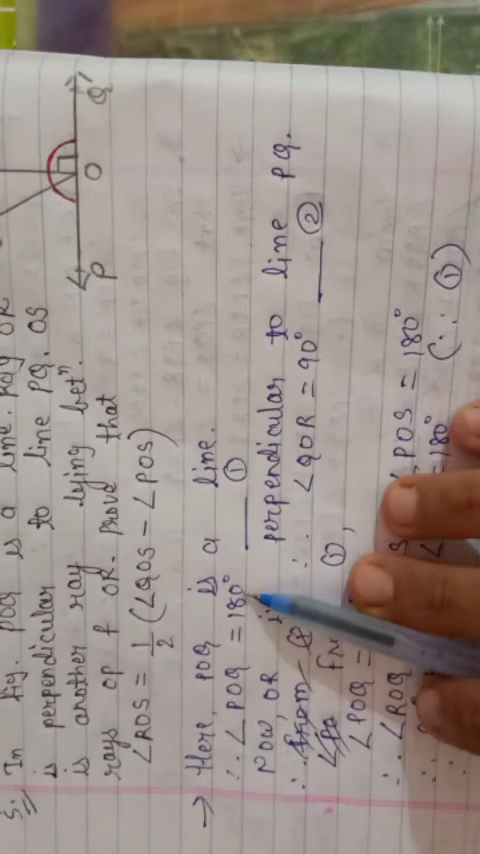 5. In fig. POQ is a line. Ray OR
is perpendicular to line PQ. OS
is another ray lying betn
rays OP & OR. Prove that
∠ROS = 1/2 (∠QOS - ∠POS)
P O Q
→ Here, POQ is a line.
∴ ∠POQ = 180° ___ ①
Now, OR perpendicular to line PQ.
∴ ∠QOR = 90° ___ ②
①,
∠POQ =
∴ ∠ROQ ∠POS = 180°
= 180° (∵ ①)